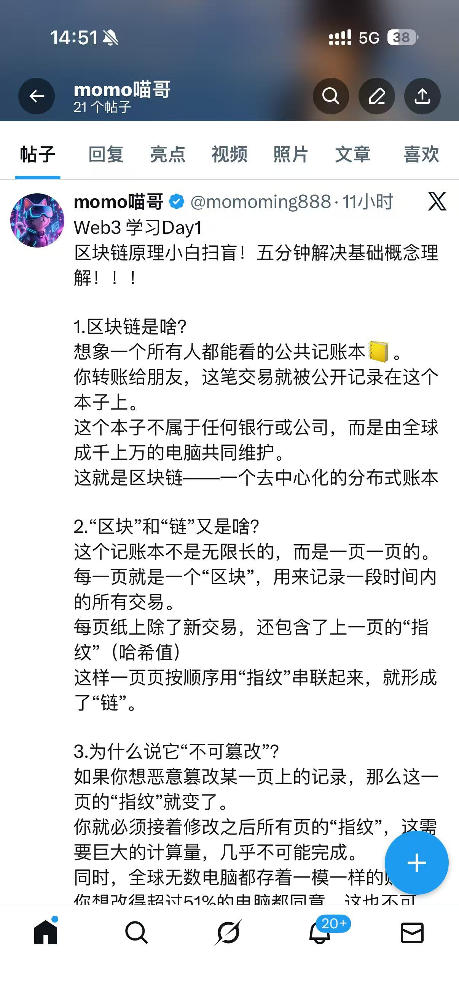 14:51
5G
38
momo喵哥
21 个帖子
帖子 回复 亮点 视频 照片 文章 喜欢
momo喵哥 @momoming888 · 11小时
Web3 学习Day1
区块链原理小白扫盲！五分钟解决基础概念理
解！！！
1.区块链是啥？
想象一个所有人都能看的公共记账本📒。
你转账给朋友，这笔交易就被公开记录在这个
本子上。
这个本子不属于任何银行或公司，而是由全球
成千上万的电脑共同维护。
这就是区块链——一个去中心化的分布式账本
2.“区块”和“链”又是啥？
这个记账本不是无限长的，而是一页一页的。
每一页就是一个“区块”，用来记录一段时间内
的所有交易。
每页纸上除了新交易，还包含了上一页的“指
纹”（哈希值）
这样一页页按顺序用“指纹”串联起来，就形成
了“链”。
3.为什么说它“不可篡改”？
如果你想恶意篡改某一页上的记录，那么这一
页的“指纹”就变了。
你就必须接着修改之后所有页的“指纹”，这需
要巨大的计算量，几乎不可能完成。
同时，全球无数电脑都存着一模一样的
你想改得超过51%的电脑都同意，这也不可
20+